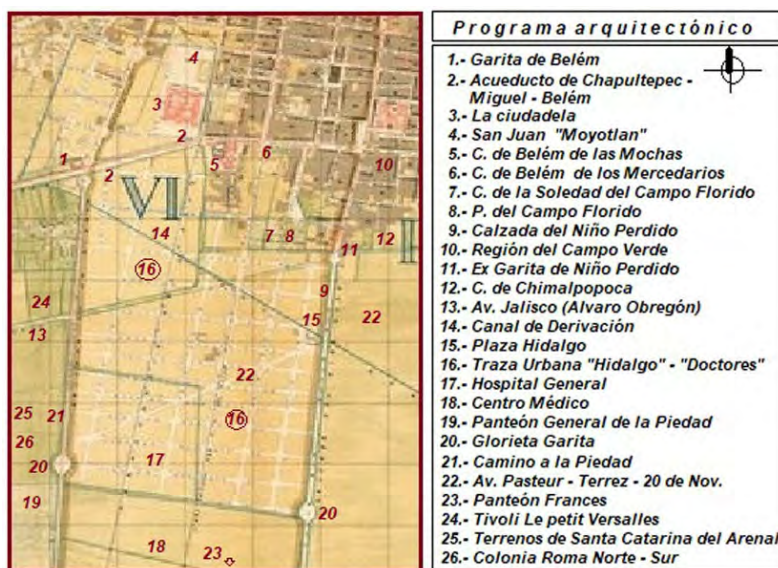 4
3
2
1
2
5
6
10
VI
14
7 8
12
I
11
16
9
24
22
15
13
22
25
21
16
26
17
20
19
20
18
23
Programa arquitectónico
1.- Garita de Belém
2.- Acueducto de Chapultepec -
Miguel - Belém
3.- La ciudadela
4.- San Juan "Moyotlan"
5.- C. de Belém de las Mochas
6.- C. de Belém de los Mercedarios
7.- C. de la Soledad del Campo Florido
8.- P. del Campo Florido
9.- Calzada del Niño Perdido
10.- Región del Campo Verde
11.- Ex Garita de Niño Perdido
12.- C. de Chimalpopoca
13.- Av. Jalisco (Alvaro Obregón)
14.- Canal de Derivación
15.- Plaza Hidalgo
16.- Traza Urbana "Hidalgo" - "Doctores"
17.- Hospital General
18.- Centro Médico
19.- Panteón General de la Piedad
20.- Glorieta Garita
21.- Camino a la Piedad
22.- Av. Pasteur - Terrez - 20 de Nov.
23.- Panteón Frances
24.- Tivoli Le petit Versalles
25.- Terrenos de Santa Catarina del Arenal
26.- Colonia Roma Norte - Sur